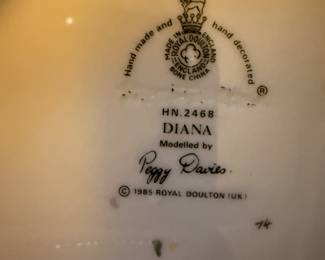 Hand made and hand decorated
MADE IN ENGLAND
ROYAL DOULTON
ENGLAND
BONE CHINA
®
HN.2468
DIANA
Modelled by
Peggy Davies.
© 1985 ROYAL DOULTON (UK)